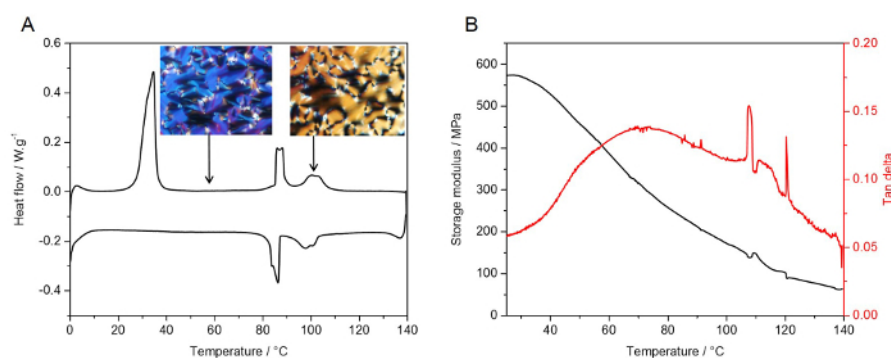 A
0.6
0.4
0.2
0.0
-0.2
-0.4
Heat flow / W.g⁻¹
0 20 40 60 80 100 120 140
Temperature / °C
B
600
500
400
300
200
100
0
Storage modulus / MPa
40 60 80 100 120 140
Temperature / °C
0.20
0.15
0.10
0.05
0.00
Tan delta